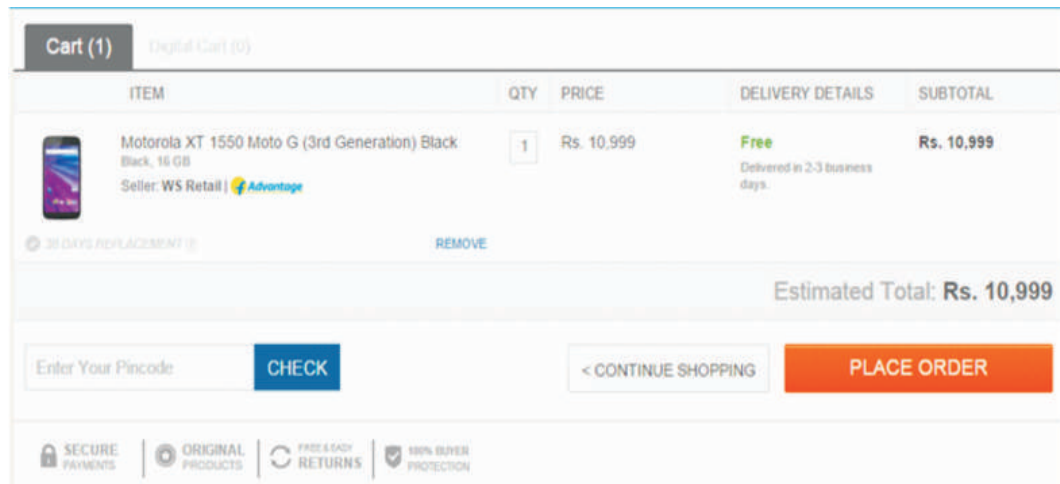 Cart (1) Digital Cart (0)
ITEM QTY PRICE DELIVERY DETAILS SUBTOTAL
Motorola XT 1550 Moto G (3rd Generation) Black 1 Rs. 10,999 Free Rs. 10,999
Black, 16 GB
Delivered in 2-3 business
days.
Seller: WS Retail | Advantage
30 DAYS REPLACEMENT REMOVE
Estimated Total: Rs. 10,999
Enter Your Pincode CHECK < CONTINUE SHOPPING PLACE ORDER
SECURE PAYMENTS
ORIGINAL PRODUCTS
FREE & EASY RETURNS
100% BUYER PROTECTION